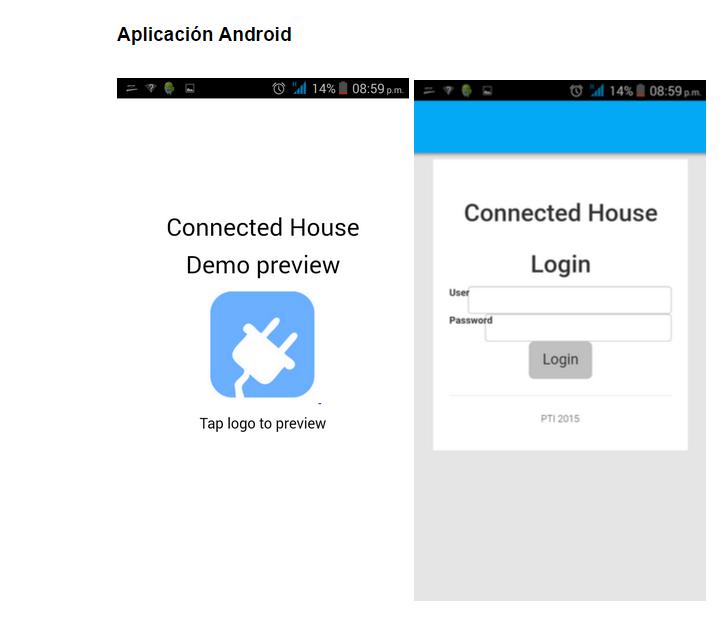 Aplicación Android
14% 08:59 p.m.
Connected House
Demo preview
Tap logo to preview
14% 08:59 p.m.
Connected House
Login
User
Password
Login
PTI 2015